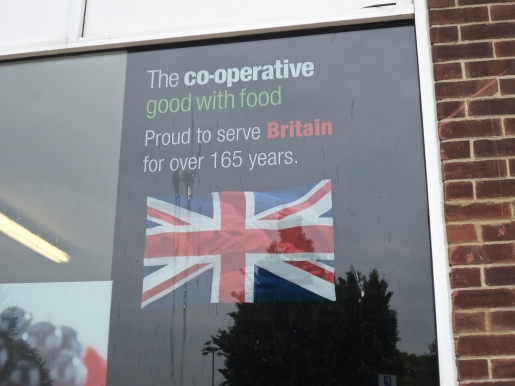 The co-operative
good with food
Proud to serve Britain
for over 165 years.